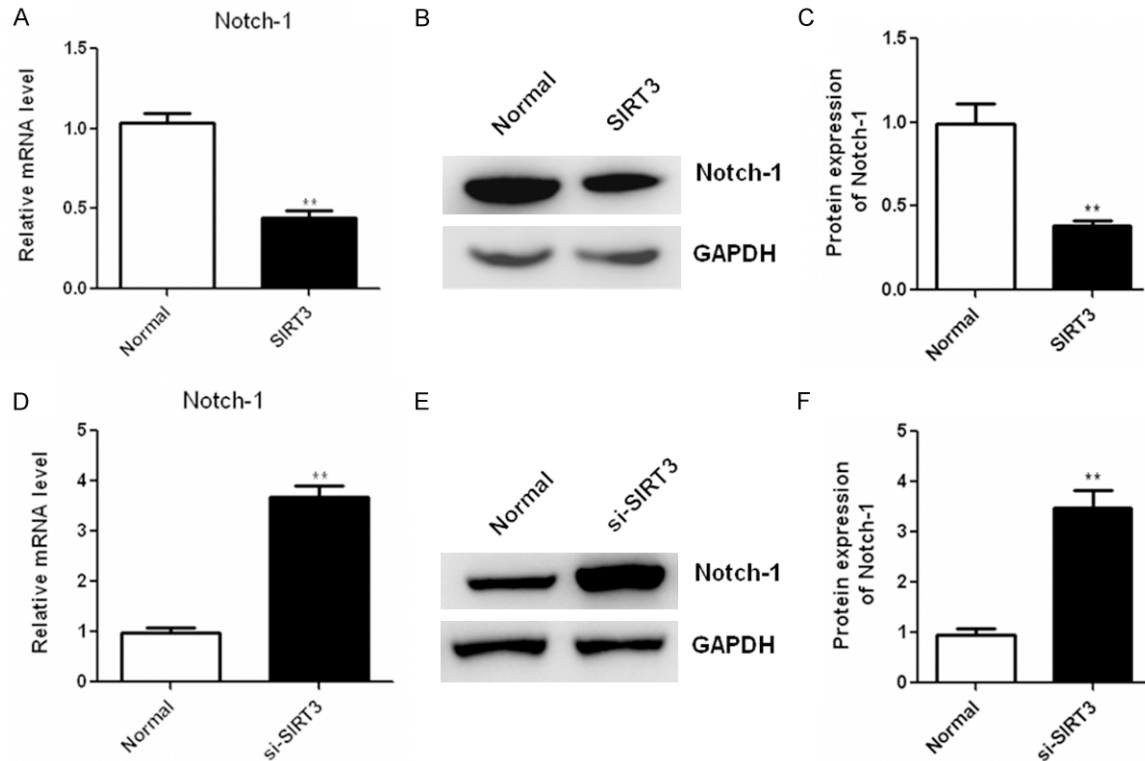 A
Notch-1
Relative mRNA level
1.5
1.0
0.5
0.0
**
Normal
SIRT3
B
Normal
SIRT3
Notch-1
GAPDH
C
Protein expression
of Notch-1
1.5
1.0
0.5
0.0
**
Normal
SIRT3
D
Notch-1
Relative mRNA level
5
4
3
2
1
0
**
Normal
si-SIRT3
E
Normal
si-SIRT3
Notch-1
GAPDH
F
Protein expression
of Notch-1
5
4
3
2
1
0
**
Normal
si-SIRT3